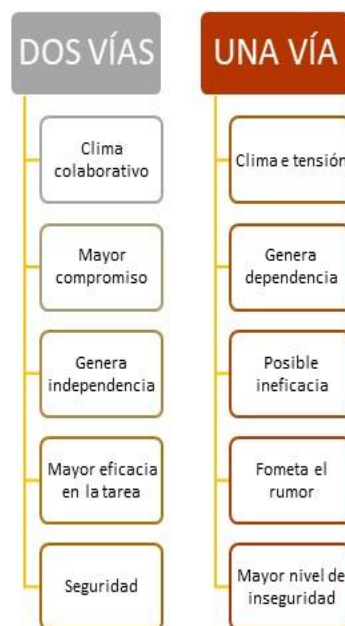 DOS VÍAS
Clima
colaborativo
Mayor
compromiso
Genera
independencia
Mayor eficacia
en la tarea
Seguridad
UNA VÍA
Clima e tensión
Genera
dependencia
Posible
ineficacia
Fometa el
rumor
Mayor nivel de
inseguridad